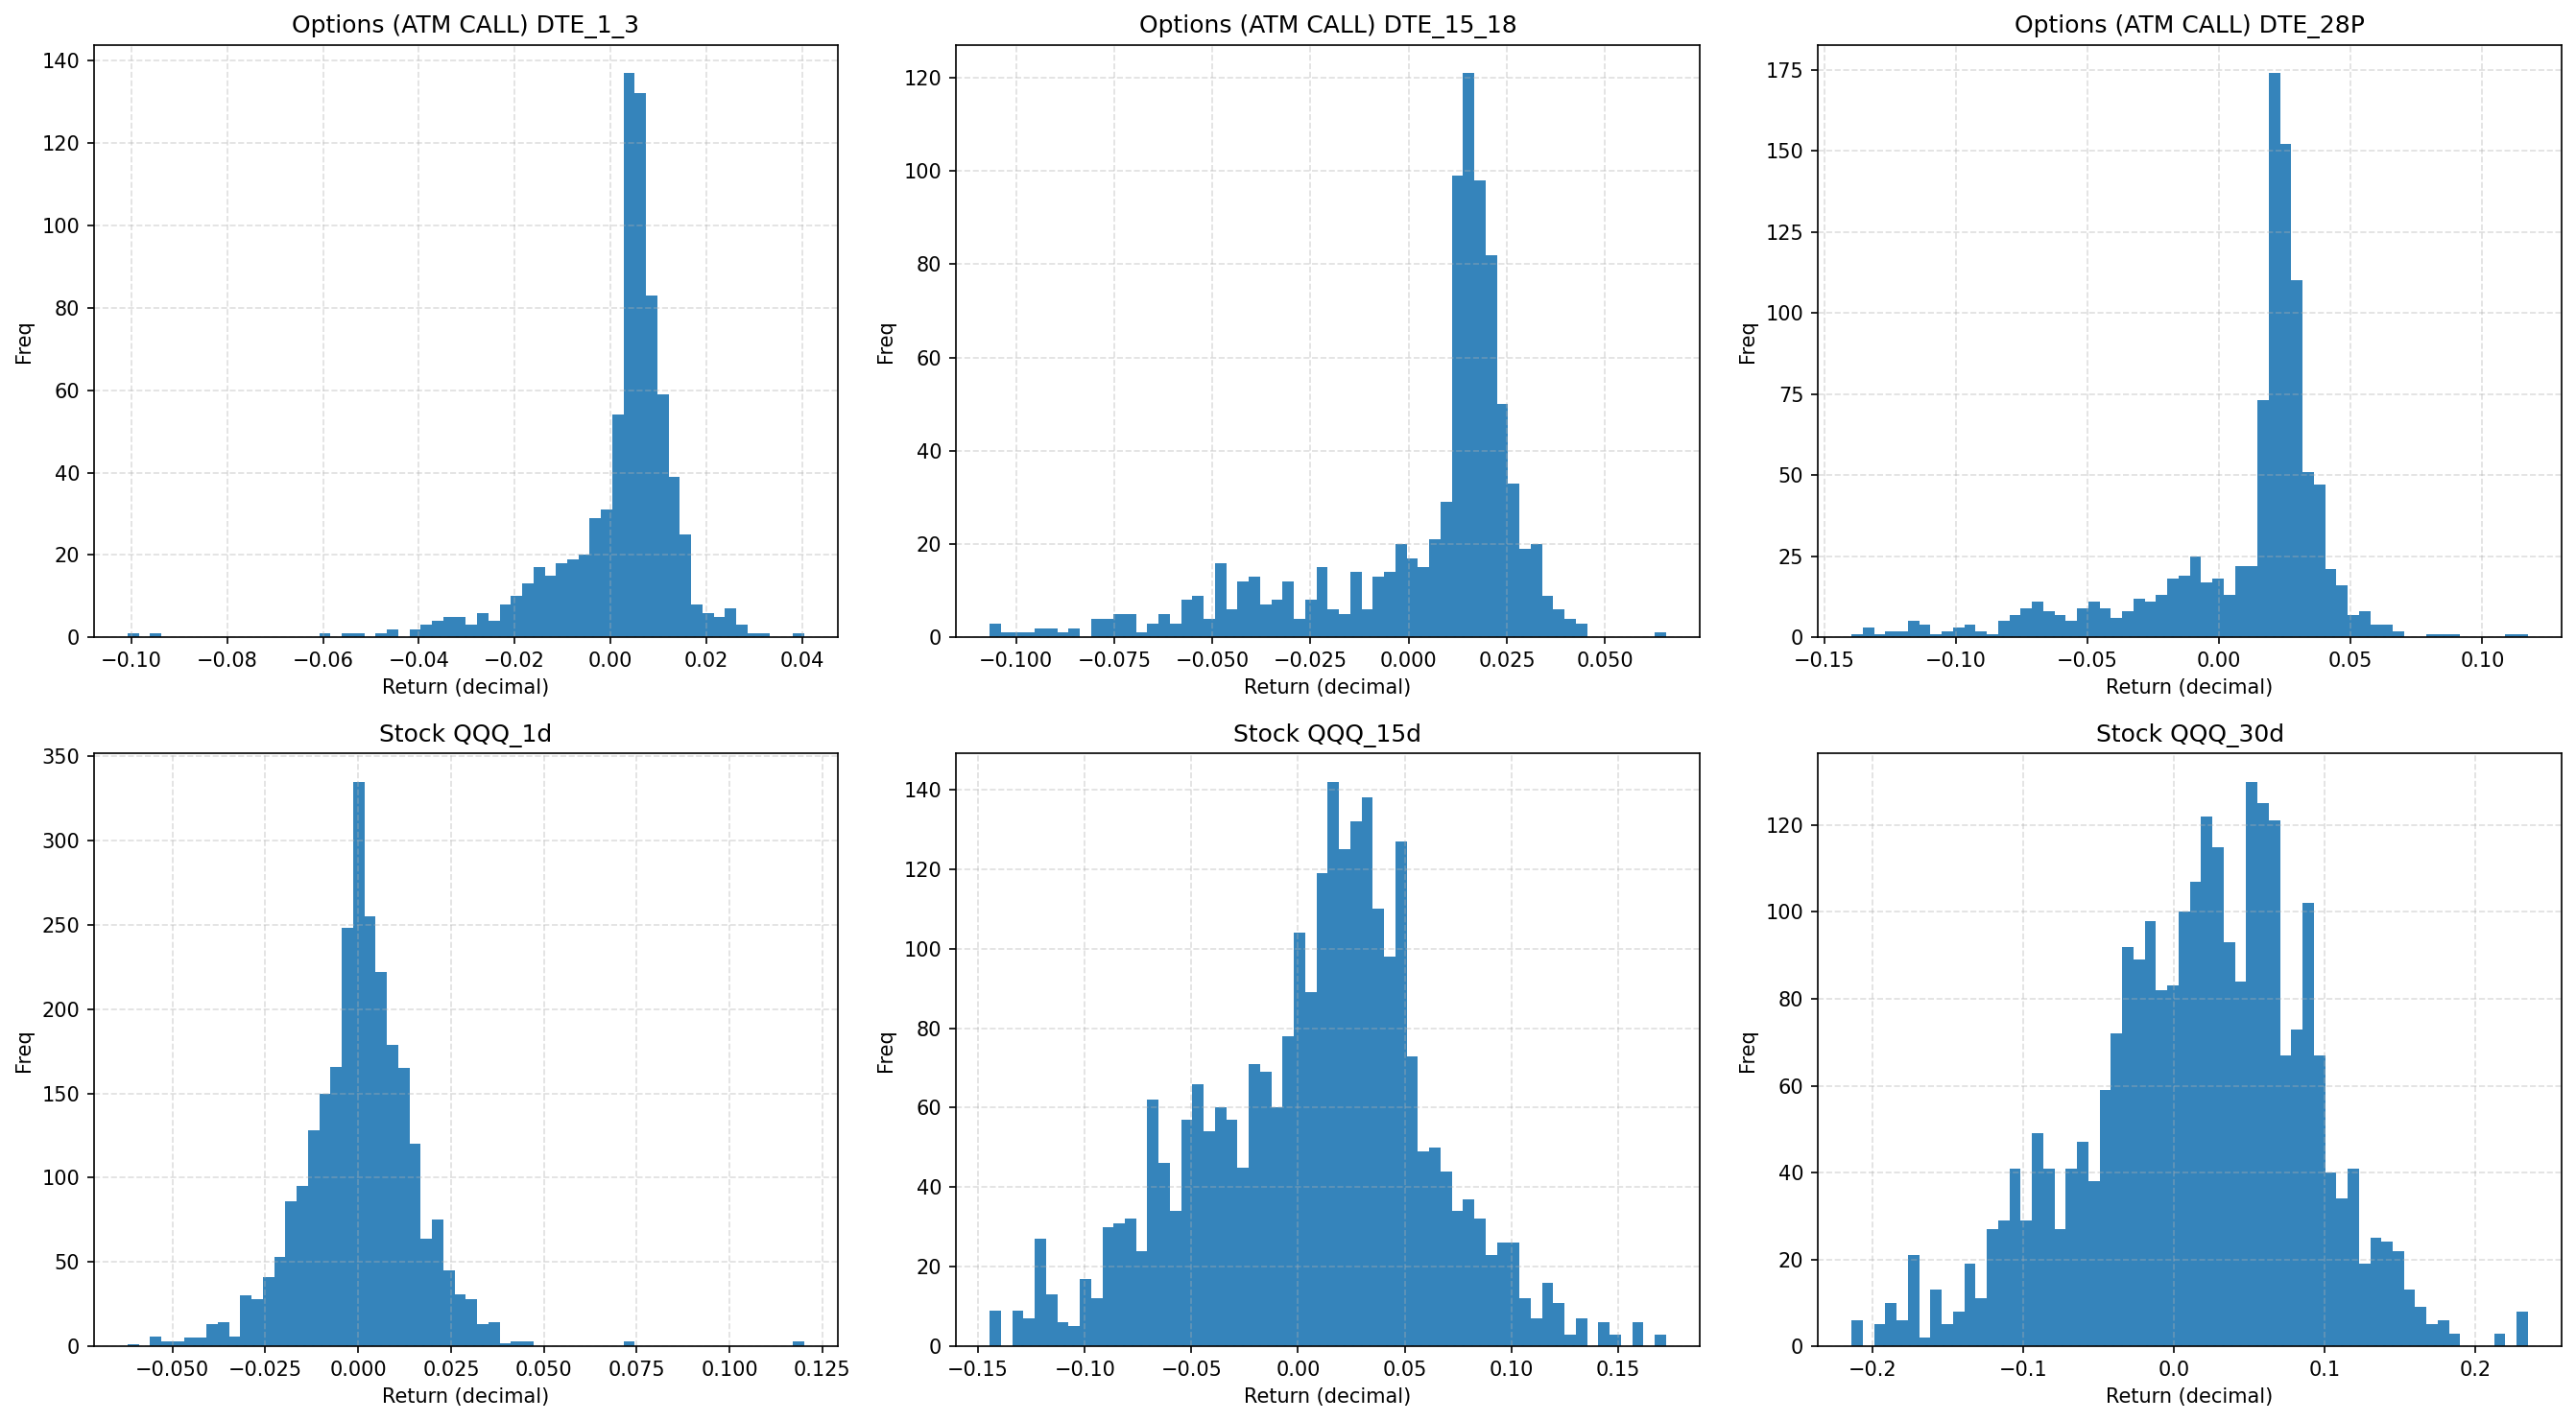 Options (ATM CALL) DTE_1_3
140
120
100
80
60
40
20
0
Freq
−0.10 −0.08 −0.06 −0.04 −0.02 0.00 0.02 0.04
Return (decimal)
Options (ATM CALL) DTE_15_18
120
100
80
60
40
20
0
Freq
−0.100 −0.075 −0.050 −0.025 0.000 0.025 0.050
Return (decimal)
Options (ATM CALL) DTE_28P
175
150
125
100
75
50
25
0
Freq
−0.15 −0.10 −0.05 0.00 0.05 0.10
Return (decimal)
Stock QQQ_1d
350
300
250
200
150
100
50
0
Freq
−0.050 −0.025 0.000 0.025 0.050 0.075 0.100 0.125
Return (decimal)
Stock QQQ_15d
140
120
100
80
60
40
20
0
Freq
−0.15 −0.10 −0.05 0.00 0.05 0.10 0.15
Return (decimal)
Stock QQQ_30d
120
100
80
60
40
20
0
Freq
−0.2 −0.1 0.0 0.1 0.2
Return (decimal)